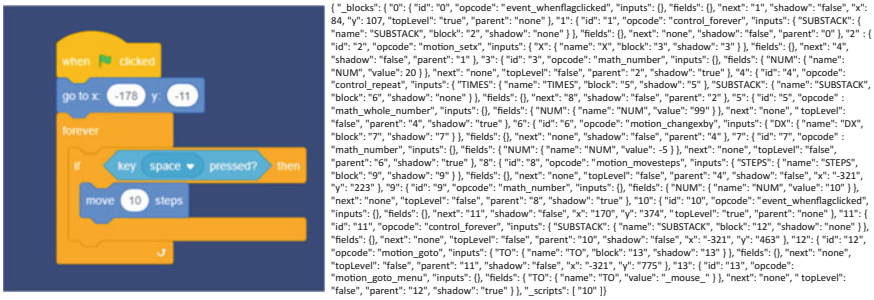 when clicked
go to x: -178 y: -11
forever
if key space pressed? then
move 10 steps
{ "_blocks": { "0": { "id": "0", "opcode": "event_whenflagclicked", "inputs": {}, "fields": {}, "next": "1", "shadow": "false", "x":
84, "y": 107, "topLevel": "true", "parent": "none" }, "1": { "id": "1", "opcode": "control_forever", "inputs": { "SUBSTACK": {
"name": "SUBSTACK", "block": "2", "shadow": "none" } }, "fields": {}, "next": "none", "shadow": "false", "parent": "0" }, "2" : {
"id": "2", "opcode": "motion_setx", "inputs": { "X": { "name": "X", "block": "3", "shadow": "3" } }, "fields": {}, "next": "4",
"shadow": "false", "parent": "1" }, "3": { "id": "3", "opcode": "math_number", "inputs": {}, "fields": { "NUM": { "name":
"NUM", "value": 20 } }, "next": "none", "topLevel": "false", "parent": "2", "shadow": "true" }, "4": { "id": "4", "opcode":
"control_repeat", "inputs": { "TIMES": { "name": "TIMES", "block": "5", "shadow": "5" }, "SUBSTACK": { "name": "SUBSTACK",
"block": "6", "shadow": "none" } }, "fields": {}, "next": "8", "shadow": "false", "parent": "2" }, "5": { "id": "5", "opcode" :
"math_whole_number", "inputs": {}, "fields": { "NUM": { "name": "NUM", "value": "99" } }, "next": "none", " topLevel":
"false", "parent": "4", "shadow": "true" }, "6": { "id": "6", "opcode": "motion_changexby", "inputs": { "DX": { "name": "DX",
"block": "7", "shadow": "7" } }, "fields": {}, "next": "none", "shadow": "false", "parent": "4" }, "7": { "id": "7", "opcode" :
"math_number", "inputs": {}, "fields": { "NUM": { "name": "NUM", "value": -5 } }, "next": "none", "topLevel": "false",
"parent": "6", "shadow": "true" }, "8": { "id": "8", "opcode": "motion_movesteps", "inputs": { "STEPS": { "name": "STEPS",
"block": "9", "shadow": "9" } }, "fields": {}, "next": "none", "topLevel": "false", "parent": "4", "shadow": "false", "x": "-321",
"y": "223" }, "9": { "id": "9", "opcode": "math_number", "inputs": {}, "fields": { "NUM": { "name": "NUM", "value": "10" } },
"next": "none", "topLevel": "false", "parent": "8", "shadow": "true" }, "10": { "id": "10", "opcode": "event_whenflagclicked",
"inputs": {}, "fields": {}, "next": "11", "shadow": "false", "x": "170", "y": "374", "topLevel": "true", "parent": "none" }, "11": {
"id": "11", "opcode": "control_forever", "inputs": { "SUBSTACK": { "name": "SUBSTACK", "block": "12", "shadow": "none" } },
"fields": {}, "next": "none", "topLevel": "false", "parent": "10", "shadow": "false", "x": "-321", "y": "463" }, "12": { "id": "12",
"opcode": "motion_goto", "inputs": { "TO": { "name": "TO", "block": "13", "shadow": "13" } }, "fields": {}, "next": "none",
"topLevel": "false", "parent": "11", "shadow": "false", "x": "-321", "y": "775" }, "13": { "id": "13", "opcode":
"motion_goto_menu", "inputs": {}, "fields": { "TO": { "name": "TO", "value": "_mouse_" } }, "next": "none", " topLevel":
"false", "parent": "12", "shadow": "true" } }, "_scripts": [ "10" ]}